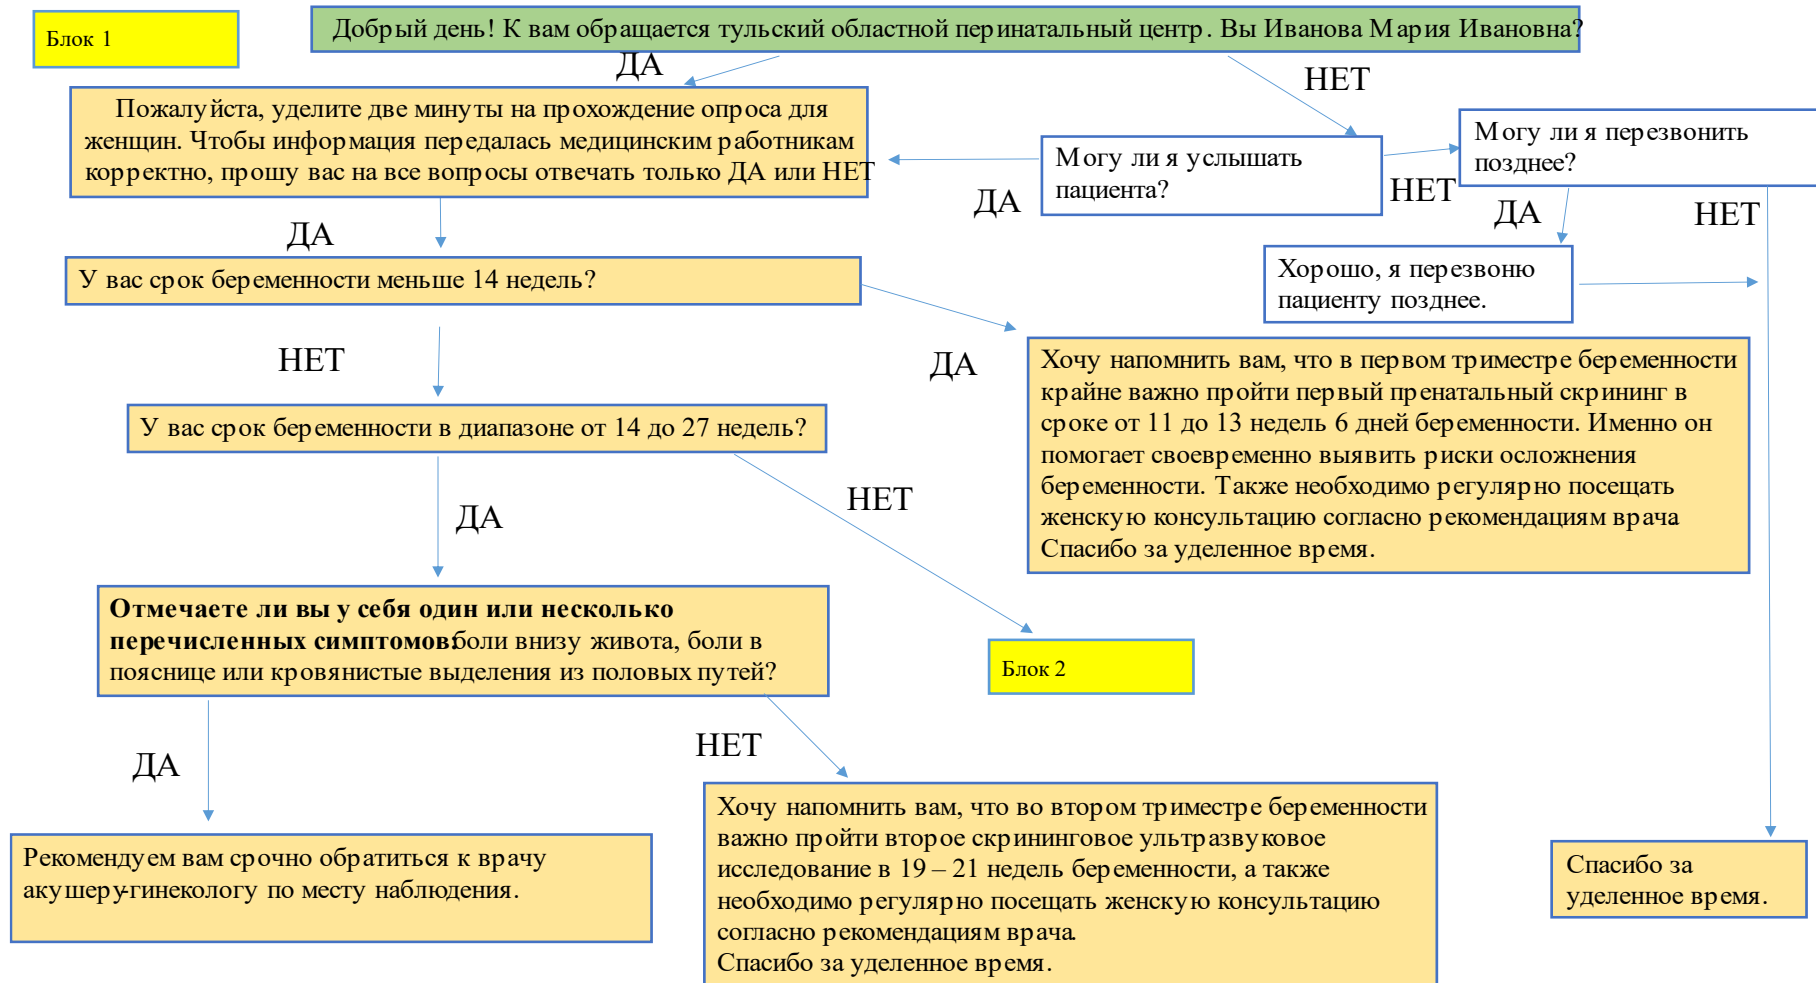 Блок 1
Добрый день! К вам обращается тульский областной перинатальный центр. Вы Иванова Мария Ивановна?
ДА
НЕТ
Пожалуйста, уделите две минуты на прохождение опроса для
женщин. Чтобы информация передалась медицинским работникам
корректно, прошу вас на все вопросы отвечать только ДА или НЕТ
Могу ли я услышать
пациента?
Могу ли я перезвонить
позднее?
ДА
НЕТ
ДА
НЕТ
ДА
У вас срок беременности меньше 14 недель?
Хорошо, я перезвоню
пациенту позднее.
НЕТ
ДА
Хочу напомнить вам, что в первом триместре беременности
крайне важно пройти первый пренатальный скрининг в
сроке от 11 до 13 недель 6 дней беременности. Именно он
помогает своевременно выявить риски осложнения
беременности. Также необходимо регулярно посещать
женскую консультацию согласно рекомендациям врача
Спасибо за уделенное время.
У вас срок беременности в диапазоне от 14 до 27 недель?
ДА
НЕТ
Отмечаете ли вы у себя один или несколько
перечисленных симптомов: боли внизу живота, боли в
пояснице или кровянистые выделения из половых путей?
Блок 2
ДА
НЕТ
Рекомендуем вам срочно обратиться к врачу
акушеру-гинекологу по месту наблюдения.
Хочу напомнить вам, что во втором триместре беременности
важно пройти второе скрининговое ультразвуковое
исследование в 19 – 21 недель беременности, а также
необходимо регулярно посещать женскую консультацию
согласно рекомендациям врача.
Спасибо за уделенное время.
Спасибо за
уделенное время.